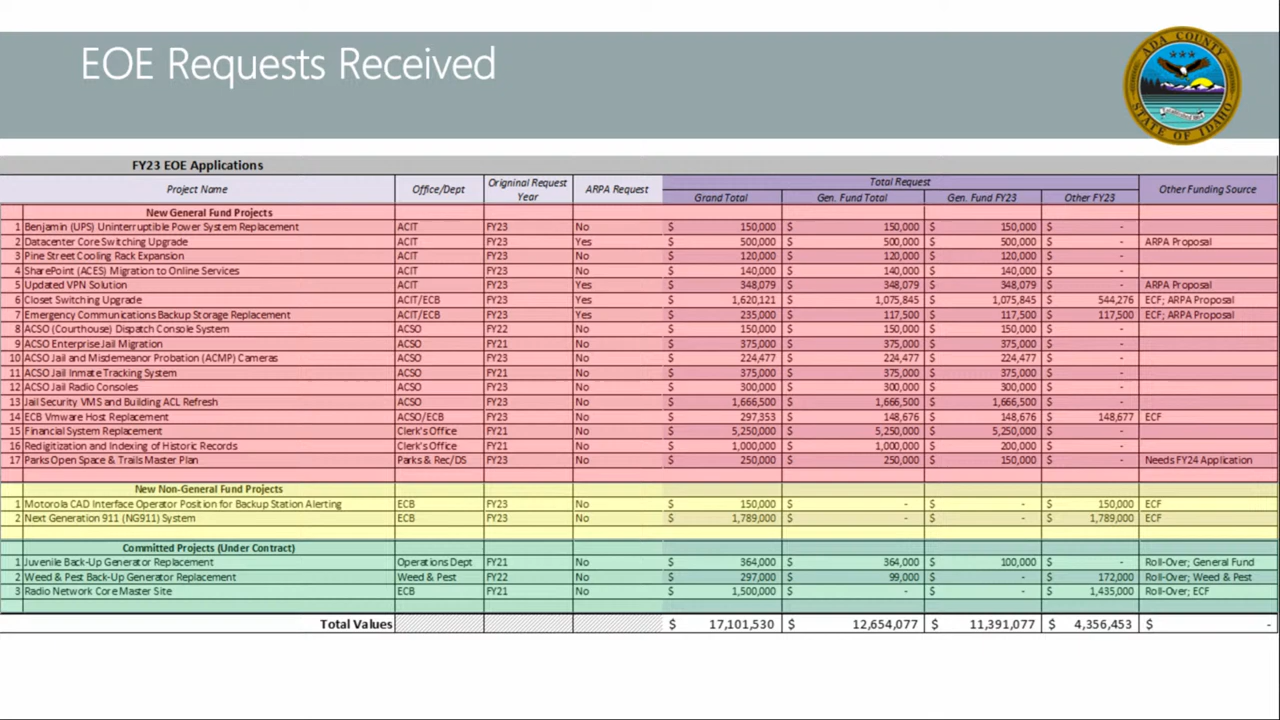 EOE Requests Received
ADA COUNTY
STATE OF IDAHO
FY23 EOE Applications
Project Name Office/Dept Origninal Request Year ARPA Request Total Request Other Funding Source
Grand Total Gen. Fund Total Gen. Fund FY23 Other FY23
New General Fund Projects
1 Benjamin (UPS) Uninterruptible Power System Replacement ACIT FY23 No $ 150,000 $ 150,000 $ 150,000 $ -
2 Datacenter Core Switching Upgrade ACIT FY23 Yes $ 500,000 $ 500,000 $ 500,000 $ - ARPA Proposal
3 Pine Street Cooling Rack Expansion ACIT FY23 No $ 120,000 $ 120,000 $ 120,000 $ -
4 SharePoint (ACES) Migration to Online Services ACIT FY23 No $ 140,000 $ 140,000 $ 140,000 $ -
5 Updated VPN Solution ACIT FY23 Yes $ 348,079 $ 348,079 $ 348,079 $ - ARPA Proposal
6 Closet Switching Upgrade ACIT/ECB FY23 Yes $ 1,620,121 $ 1,075,845 $ 1,075,845 $ 544,276 ECF; ARPA Proposal
7 Emergency Communications Backup Storage Replacement ACIT/ECB FY23 Yes $ 235,000 $ 117,500 $ 117,500 $ 117,500 ECF; ARPA Proposal
8 ACSO (Courthouse) Dispatch Console System ACSO FY22 No $ 150,000 $ 150,000 $ 150,000 $ -
9 ACSO Enterprise Jail Migration ACSO FY21 No $ 375,000 $ 375,000 $ 375,000 $ -
10 ACSO Jail and Misdemeanor Probation (ACMP) Cameras ACSO FY23 No $ 224,477 $ 224,477 $ 224,477 $ -
11 ACSO Jail Inmate Tracking System ACSO FY21 No $ 375,000 $ 375,000 $ 375,000 $ -
12 ACSO Jail Radio Consoles ACSO FY23 No $ 300,000 $ 300,000 $ 300,000 $ -
13 Jail Security VMS and Building ACL Refresh ACSO FY23 No $ 1,666,500 $ 1,666,500 $ 1,666,500 $ -
14 ECB Vmware Host Replacement ACSO/ECB FY23 No $ 297,353 $ 148,676 $ 148,676 $ 148,677 ECF
15 Financial System Replacement Clerk's Office FY21 No $ 5,250,000 $ 5,250,000 $ 5,250,000 $ -
16 Redigitization and Indexing of Historic Records Clerk's Office FY21 No $ 1,000,000 $ 1,000,000 $ 200,000 $ -
17 Parks Open Space & Trails Master Plan Parks & Rec/DS FY23 No $ 250,000 $ 250,000 $ 150,000 $ - Needs FY24 Application
New Non-General Fund Projects
1 Motorola CAD Interface Operator Position for Backup Station Alerting ECB FY23 No $ 150,000 $ - $ - $ 150,000 ECF
2 Next Generation 911 (NG911) System ECB FY23 No $ 1,789,000 $ - $ - $ 1,789,000 ECF
Committed Projects (Under Contract)
1 Juvenile Back-Up Generator Replacement Operations Dept FY21 No $ 364,000 $ 364,000 $ 100,000 $ - Roll-Over; General Fund
2 Weed & Pest Back-Up Generator Replacement Weed & Pest FY22 No $ 297,000 $ 99,000 $ - $ 172,000 Roll-Over; Weed & Pest
3 Radio Network Core Master Site ECB FY21 No $ 1,500,000 $ - $ - $ 1,435,000 Roll-Over; ECF
Total Values $ 17,101,530 $ 12,654,077 $ 11,391,077 $ 4,356,453 $ -